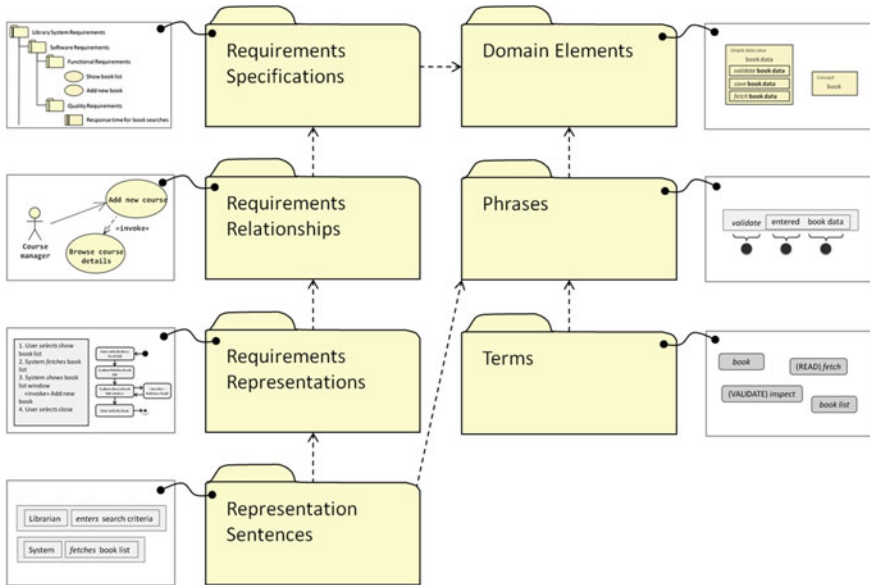 Library System Requirements
Software Requirements
Functional Requirements
Show book list
Add new book
Quality Requirements
Response time for book searches
Requirements
Specifications
Domain Elements
Simple data view
book data
validate book data
save book data
fetch book data
Concept
book
Add new course
«invoke»
Course
manager
Browse course
details
Requirements
Relationships
Phrases
validate entered book data
1. User selects show
book list
2. System fetches book
list
3. System shows book
list window
«invoke» Add new
book
4. User selects close
Requirements
Representations
Terms
book
(READ) fetch
(VALIDATE) inspect
book list
Librarian enters search criteria
System fetches book list
Representation
Sentences